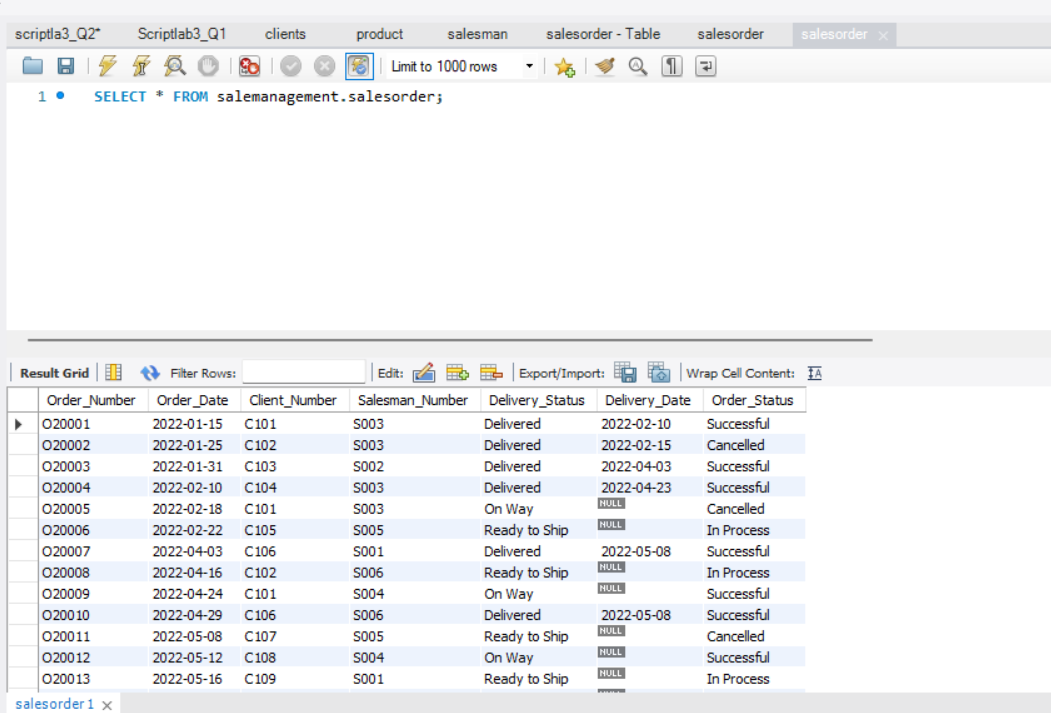 scriptla3_Q2* Scriptlab3_Q1 clients product salesman salesorder - Table salesorder salesorder
Limit to 1000 rows
1 SELECT * FROM salemanagement.salesorder;
Result Grid Filter Rows: Edit: Export/Import: Wrap Cell Content:
Order_Number Order_Date Client_Number Salesman_Number Delivery_Status Delivery_Date Order_Status
O20001 2022-01-15 C101 S003 Delivered 2022-02-10 Successful
O20002 2022-01-25 C102 S003 Delivered 2022-02-15 Cancelled
O20003 2022-01-31 C103 S002 Delivered 2022-04-03 Successful
O20004 2022-02-10 C104 S003 Delivered 2022-04-23 Successful
O20005 2022-02-18 C101 S003 On Way NULL Cancelled
O20006 2022-02-22 C105 S005 Ready to Ship NULL In Process
O20007 2022-04-03 C106 S001 Delivered 2022-05-08 Successful
O20008 2022-04-16 C102 S006 Ready to Ship NULL In Process
O20009 2022-04-24 C101 S004 On Way NULL Successful
O20010 2022-04-29 C106 S006 Delivered 2022-05-08 Successful
O20011 2022-05-08 C107 S005 Ready to Ship NULL Cancelled
O20012 2022-05-12 C108 S004 On Way NULL Successful
O20013 2022-05-16 C109 S001 Ready to Ship NULL In Process
salesorder 1